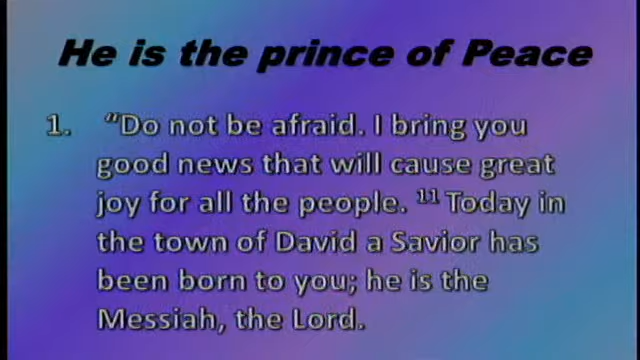 He is the prince of Peace
1. “Do not be afraid. I bring you
good news that will cause great
joy for all the people. ¹¹ Today in
the town of David a Savior has
been born to you; he is the
Messiah, the Lord.